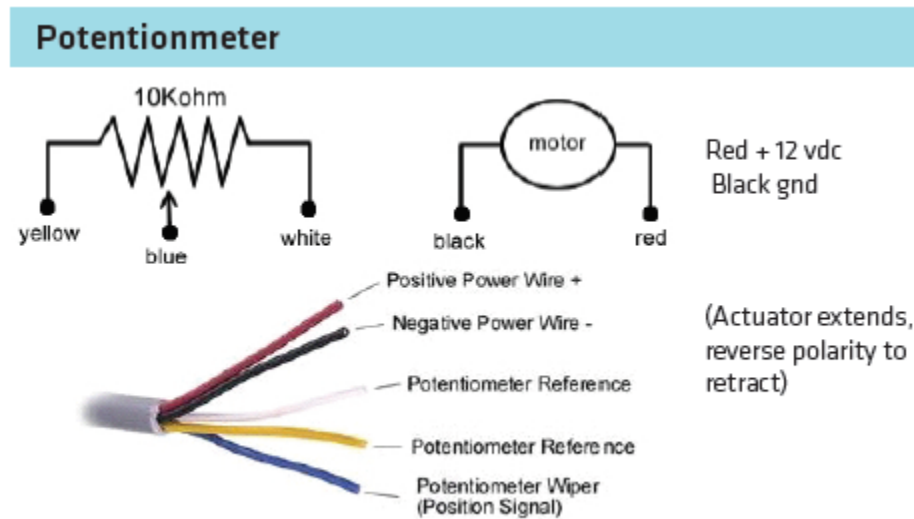 Potentionmeter
10Kohm
motor
Red + 12 vdc
Black gnd
yellow
blue
white
black
red
Positive Power Wire +
Negative Power Wire -
(Actuator extends,
reverse polarity to
retract)
Potentiometer Reference
Potentiometer Reference
Potentiometer Wiper
(Position Signal)